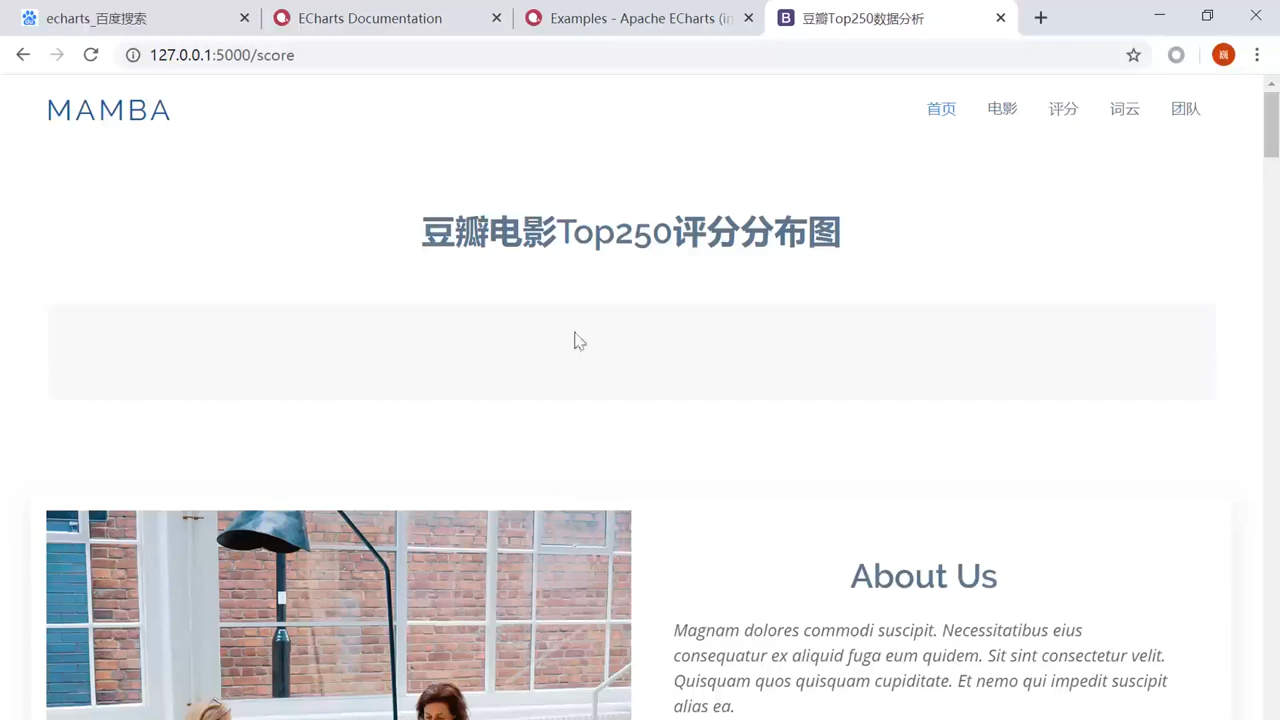 echarts_百度搜索
ECharts Documentation
Examples - Apache ECharts (in
豆瓣Top250数据分析
127.0.0.1:5000/score
巍
MAMBA
首页 电影 评分 词云 团队
豆瓣电影Top250评分分布图
About Us
Magnam dolores commodi suscipit. Necessitatibus eius
consequatur ex aliquid fuga eum quidem. Sit sint consectetur velit.
Quisquam quos quisquam cupiditate. Et nemo qui impedit suscipit
alias ea.